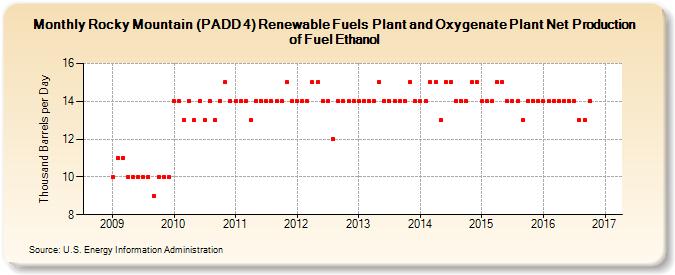 Monthly Rocky Mountain (PADD 4) Renewable Fuels Plant and Oxygenate Plant Net Production
of Fuel Ethanol
Thousand Barrels per Day
16
14
12
10
8
2009 2010 2011 2012 2013 2014 2015 2016 2017
Source: U.S. Energy Information Administration